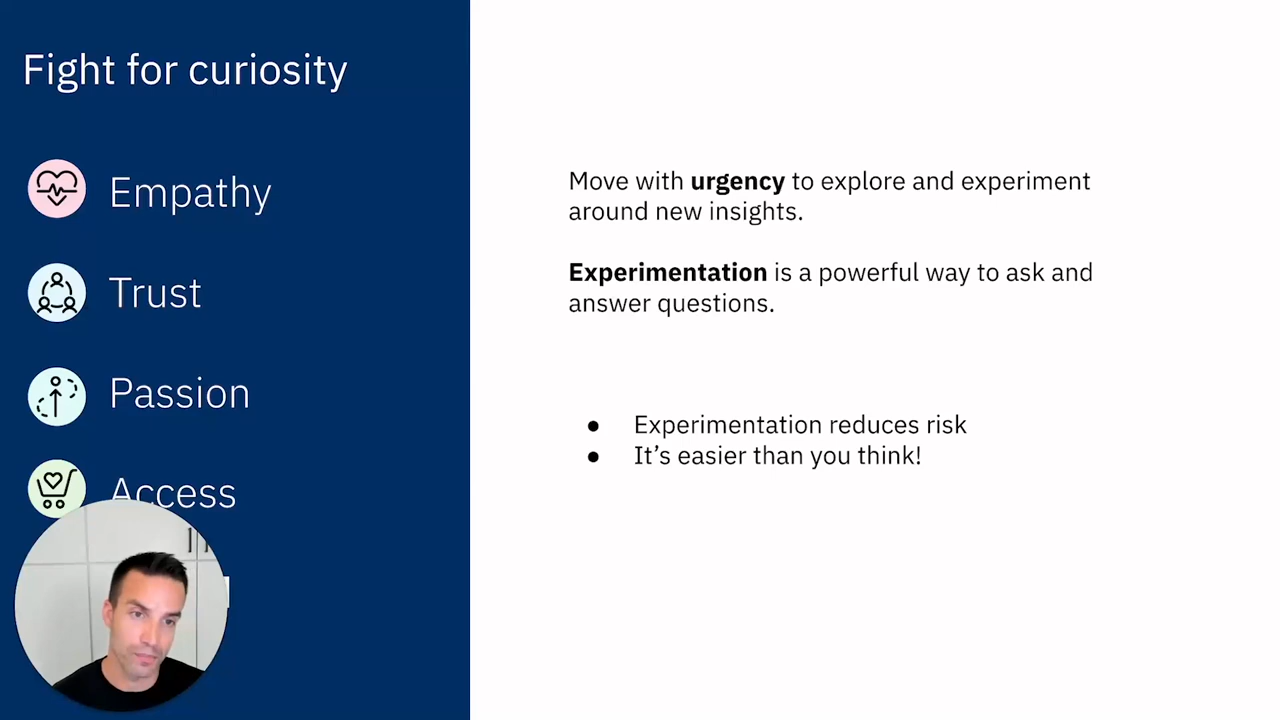 Fight for curiosity
Empathy
Trust
Passion
Access
Move with urgency to explore and experiment
around new insights.
Experimentation is a powerful way to ask and
answer questions.
● Experimentation reduces risk
● It’s easier than you think!